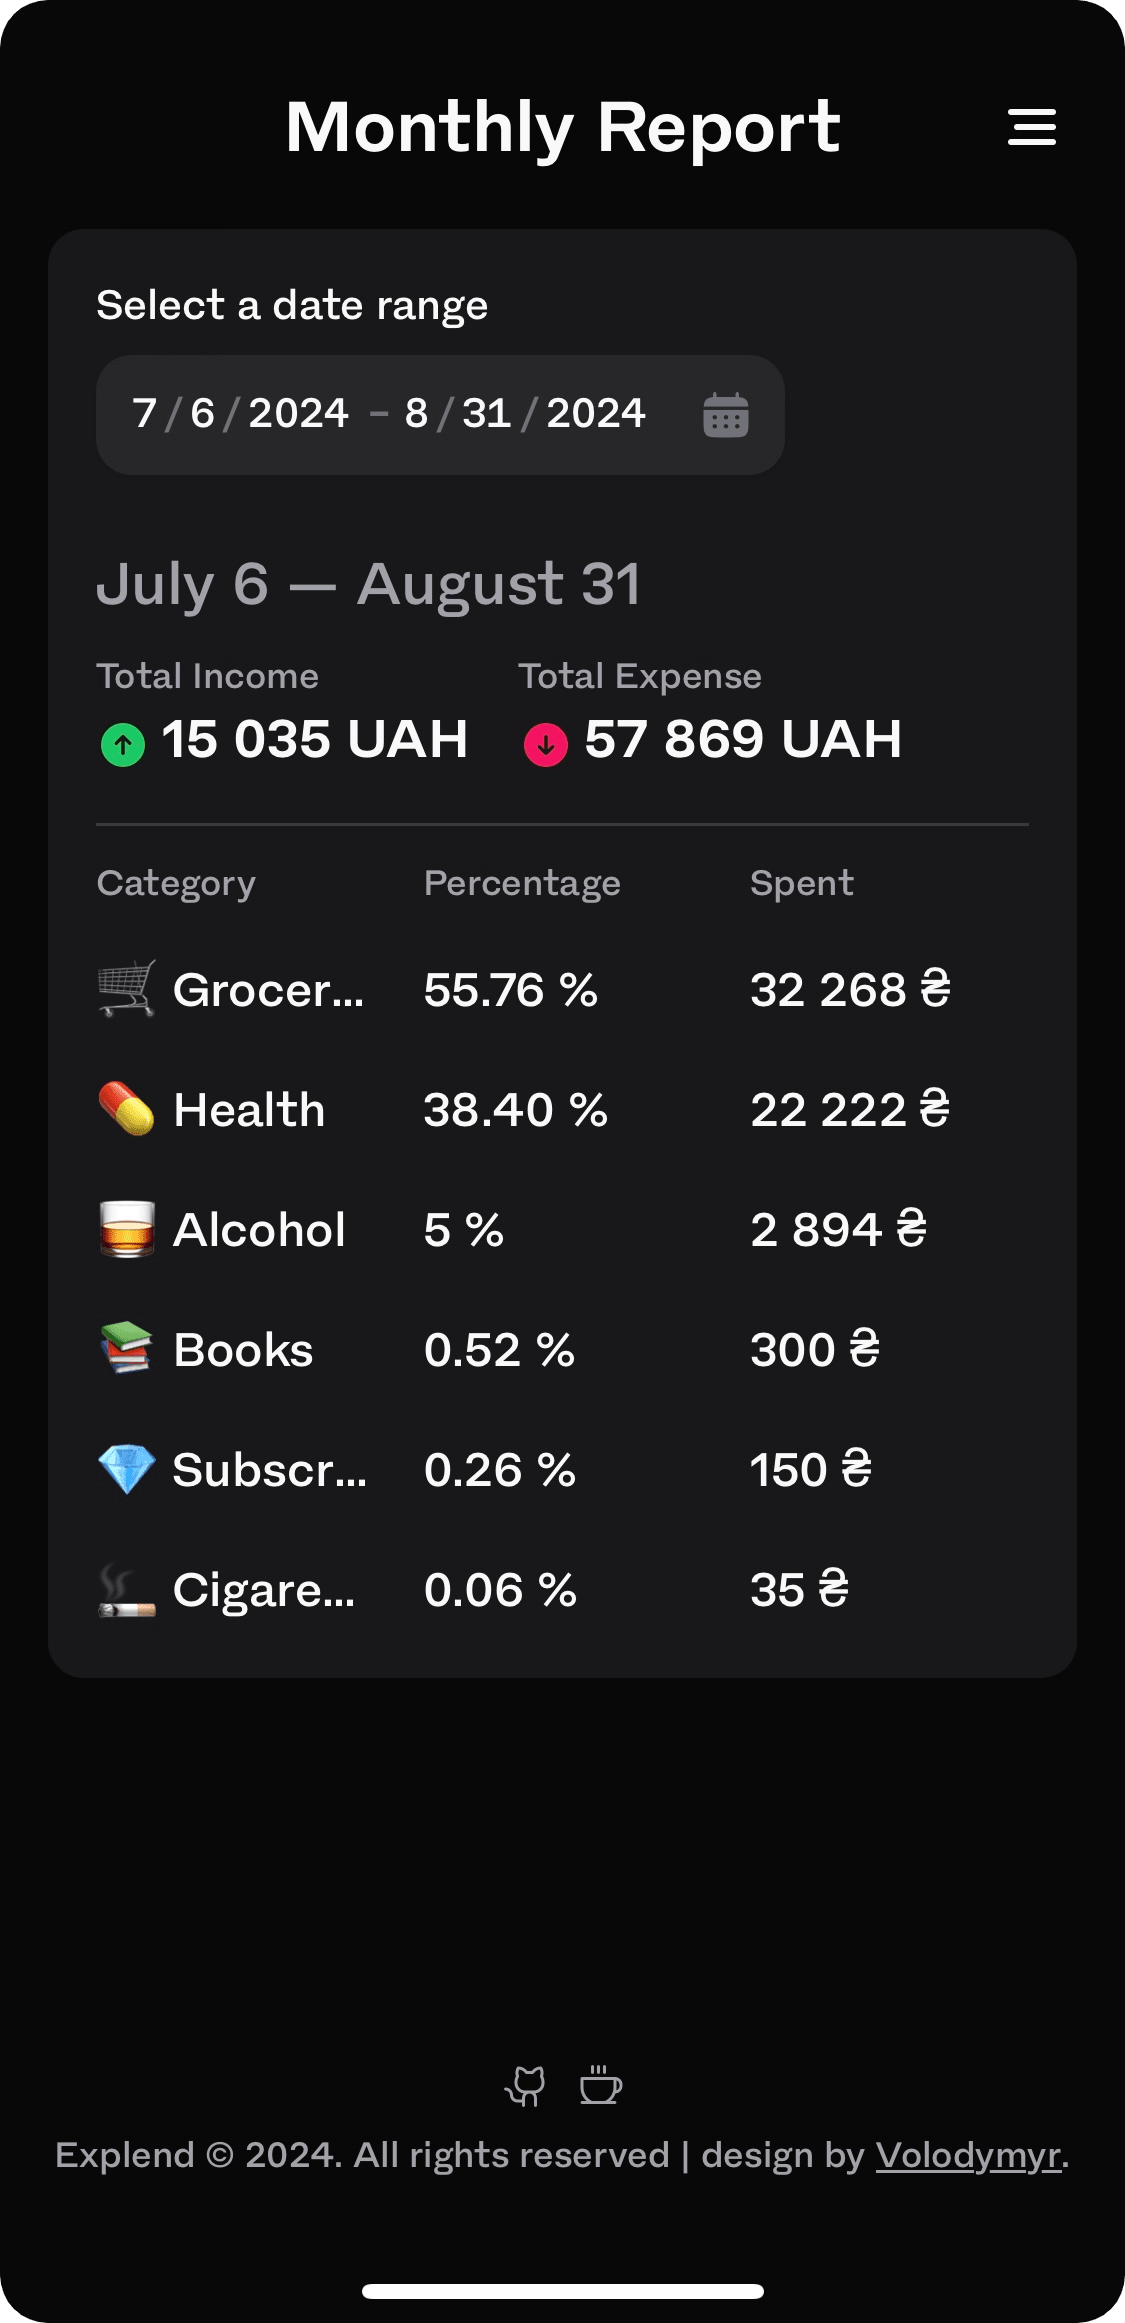 Monthly Report
Select a date range
7/6/2024 – 8/31/2024
July 6 — August 31
Total Income Total Expense
15 035 UAH 57 869 UAH
Category Percentage Spent
Grocer... 55.76 % 32 268 ₴
Health 38.40 % 22 222 ₴
Alcohol 5 % 2 894 ₴
Books 0.52 % 300 ₴
Subscr... 0.26 % 150 ₴
Cigare... 0.06 % 35 ₴
Explend © 2024. All rights reserved | design by Volodymyr.